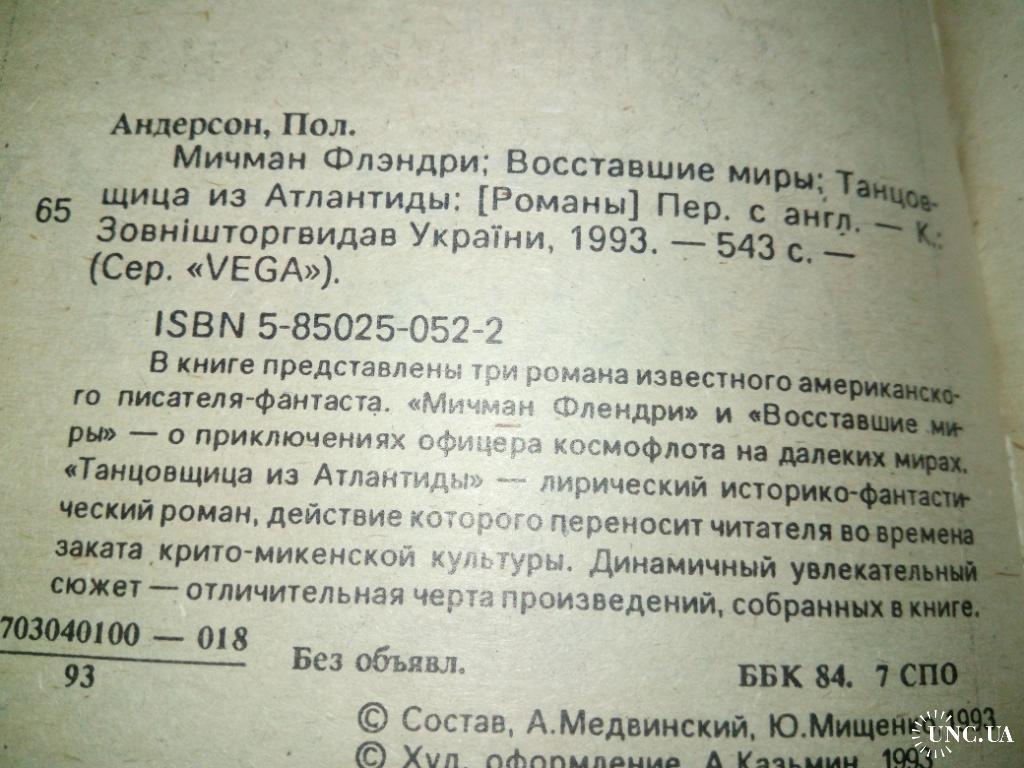 Андерсон, Пол.
Мичман Флэндри; Восставшие миры; Танцов-
65 щица из Атлантиды: [Романы] Пер. с англ. — К.:
Зовнішторгвидав України, 1993. — 543 с. —
(Сер. «VEGA»).
ISBN 5-85025-052-2
В книге представлены три романа известного американско-
го писателя-фантаста. «Мичман Флендри» и «Восставшие ми-
ры» — о приключениях офицера космофлота на далеких мирах.
«Танцовщица из Атлантиды» — лирический историко-фантасти-
ческий роман, действие которого переносит читателя во времена
заката крито-микенской культуры. Динамичный увлекательный
сюжет — отличительная черта произведений, собранных в книге.
703040100 — 018
93
Без объявл.
ББК 84. 7 СПО
© Состав, А.Медвинский, Ю.Мищенко 1993
© Худ. оформление А.Казьмин 1993
UNC.UA